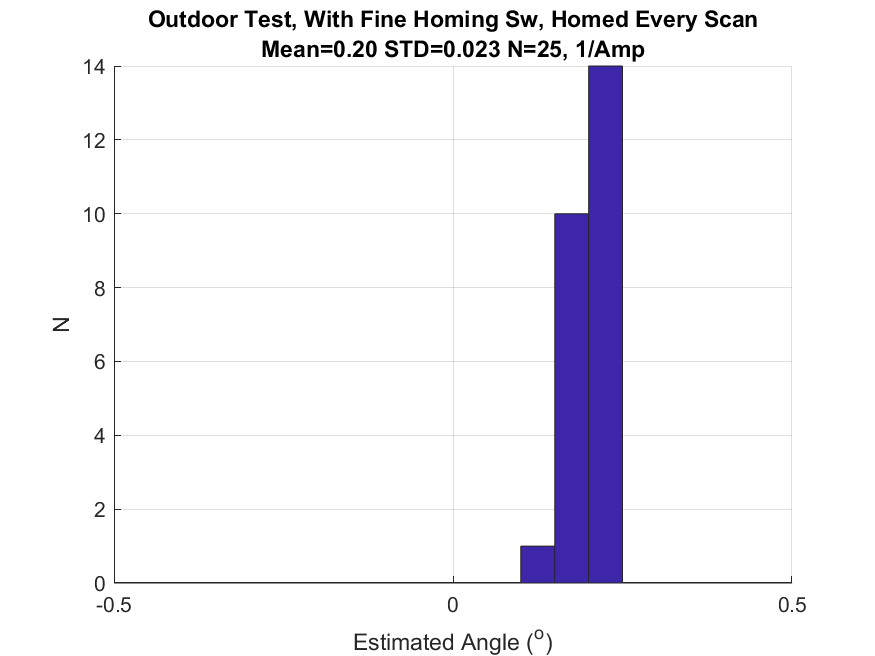 Outdoor Test, With Fine Homing Sw, Homed Every Scan
Mean=0.20 STD=0.023 N=25, 1/Amp
14
12
10
8
6
4
2
0
N
-0.5
0
0.5
Estimated Angle (°)